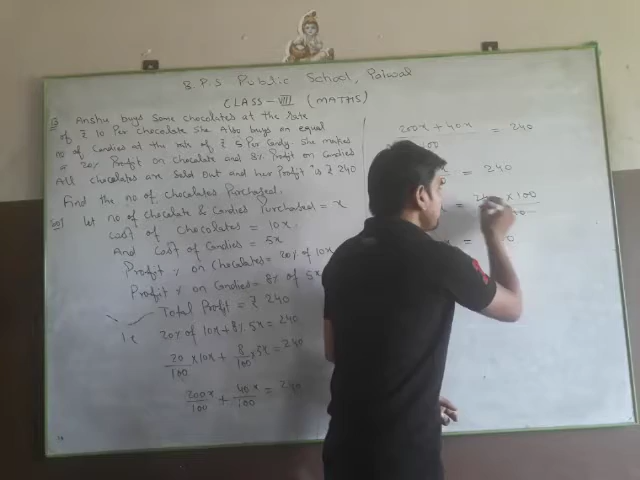 B.P.S. Public School, Palwal
CLASS-VIII (MATHS)
Q Anshu buys Some chocolates at the Rate
of ₹ 10 Per chocolate. She Also buys an equal
no of Candies at the rate of ₹ 5 Per Candy. She makes
a 20% Profit on chocolate and 8% Profit on Candies
All chocolates are Sold out and her Profit is ₹ 240
Find the no of chocolates Purchased.
Sol Let no of chocolate & Candies Purchased = x
Cost of Chocolates = 10x
And Cost of Candies = 5x
Profit % on Chocolates = 20% of 10x
Profit % on Candies = 8% of 5x
Total Profit = ₹ 240
i.e 20% of 10x + 8% 5x = 240
20/100 x 10x + 8/100 x 5x = 240
200x/100 + 40x/100 = 240
200x + 40x / 100 = 240
= 240
= x 100